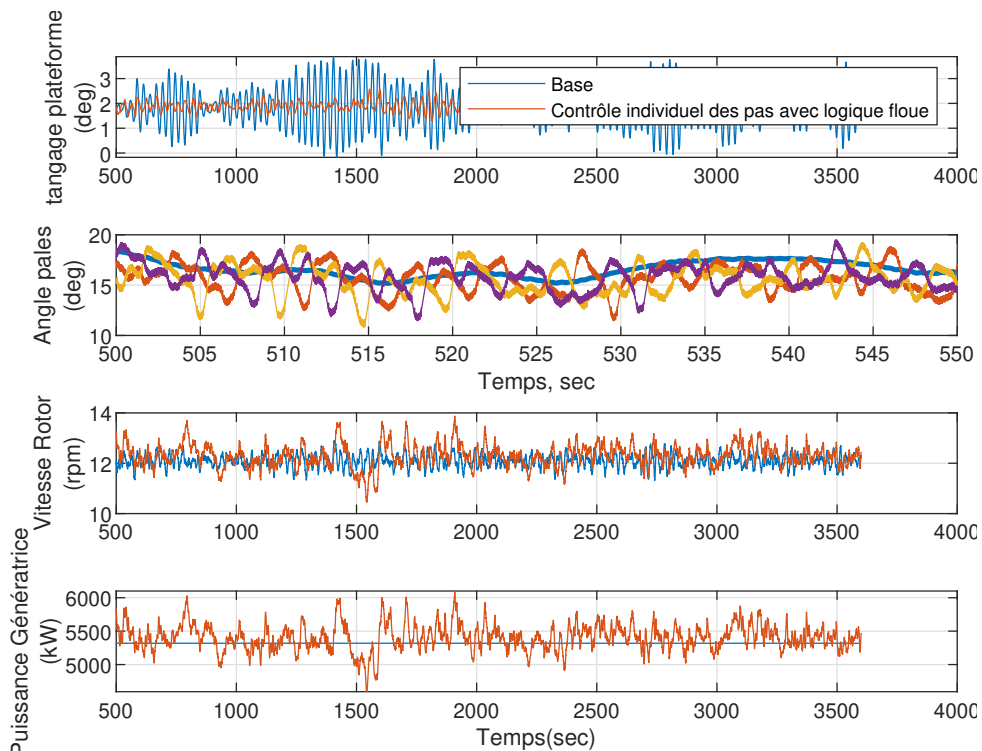 tangage plateforme
(deg)
3
2
1
0
Base
Contrôle individuel des pas avec logique floue
500 1000 1500 2000 2500 3000 3500 4000
Angle pales
(deg)
20
15
10
500 505 510 515 520 525 530 535 540 545 550
Temps, sec
Vitesse Rotor
(rpm)
14
12
10
500 1000 1500 2000 2500 3000 3500 4000
Puissance Génératrice
(kW)
6000
5500
5000
500 1000 1500 2000 2500 3000 3500 4000
Temps(sec)